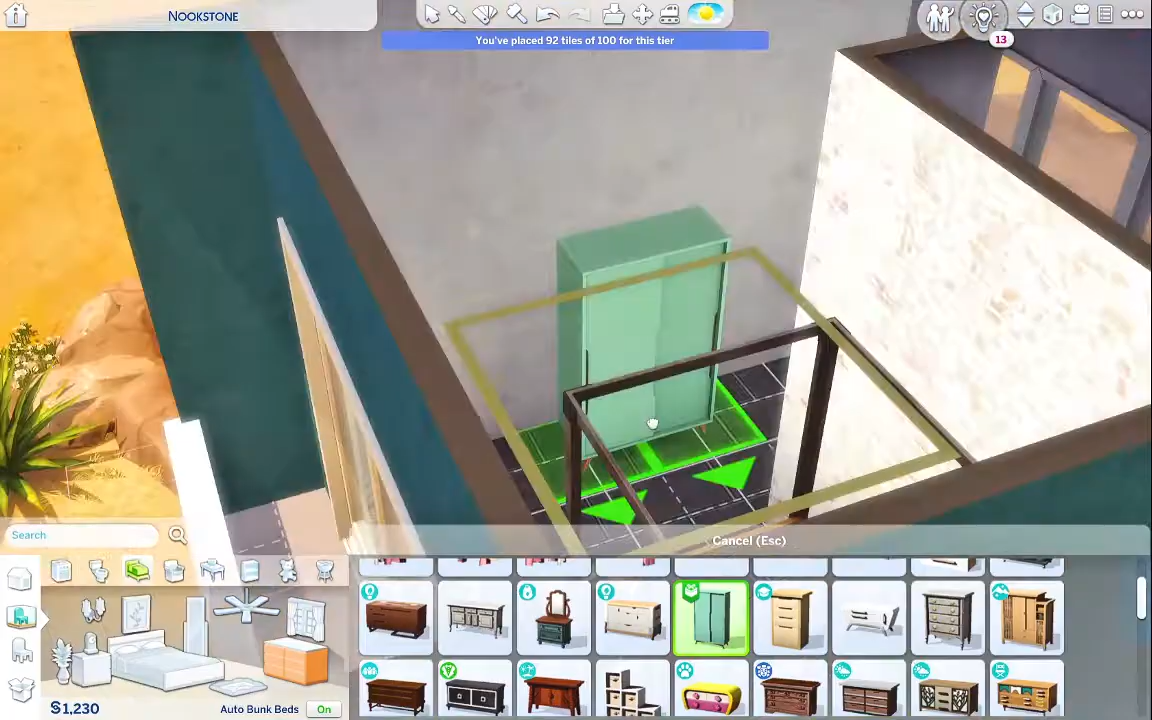 NOOKSTONE
You've placed 92 tiles of 100 for this tier
13
Search
Cancel (Esc)
§1,230
Auto Bunk Beds
On